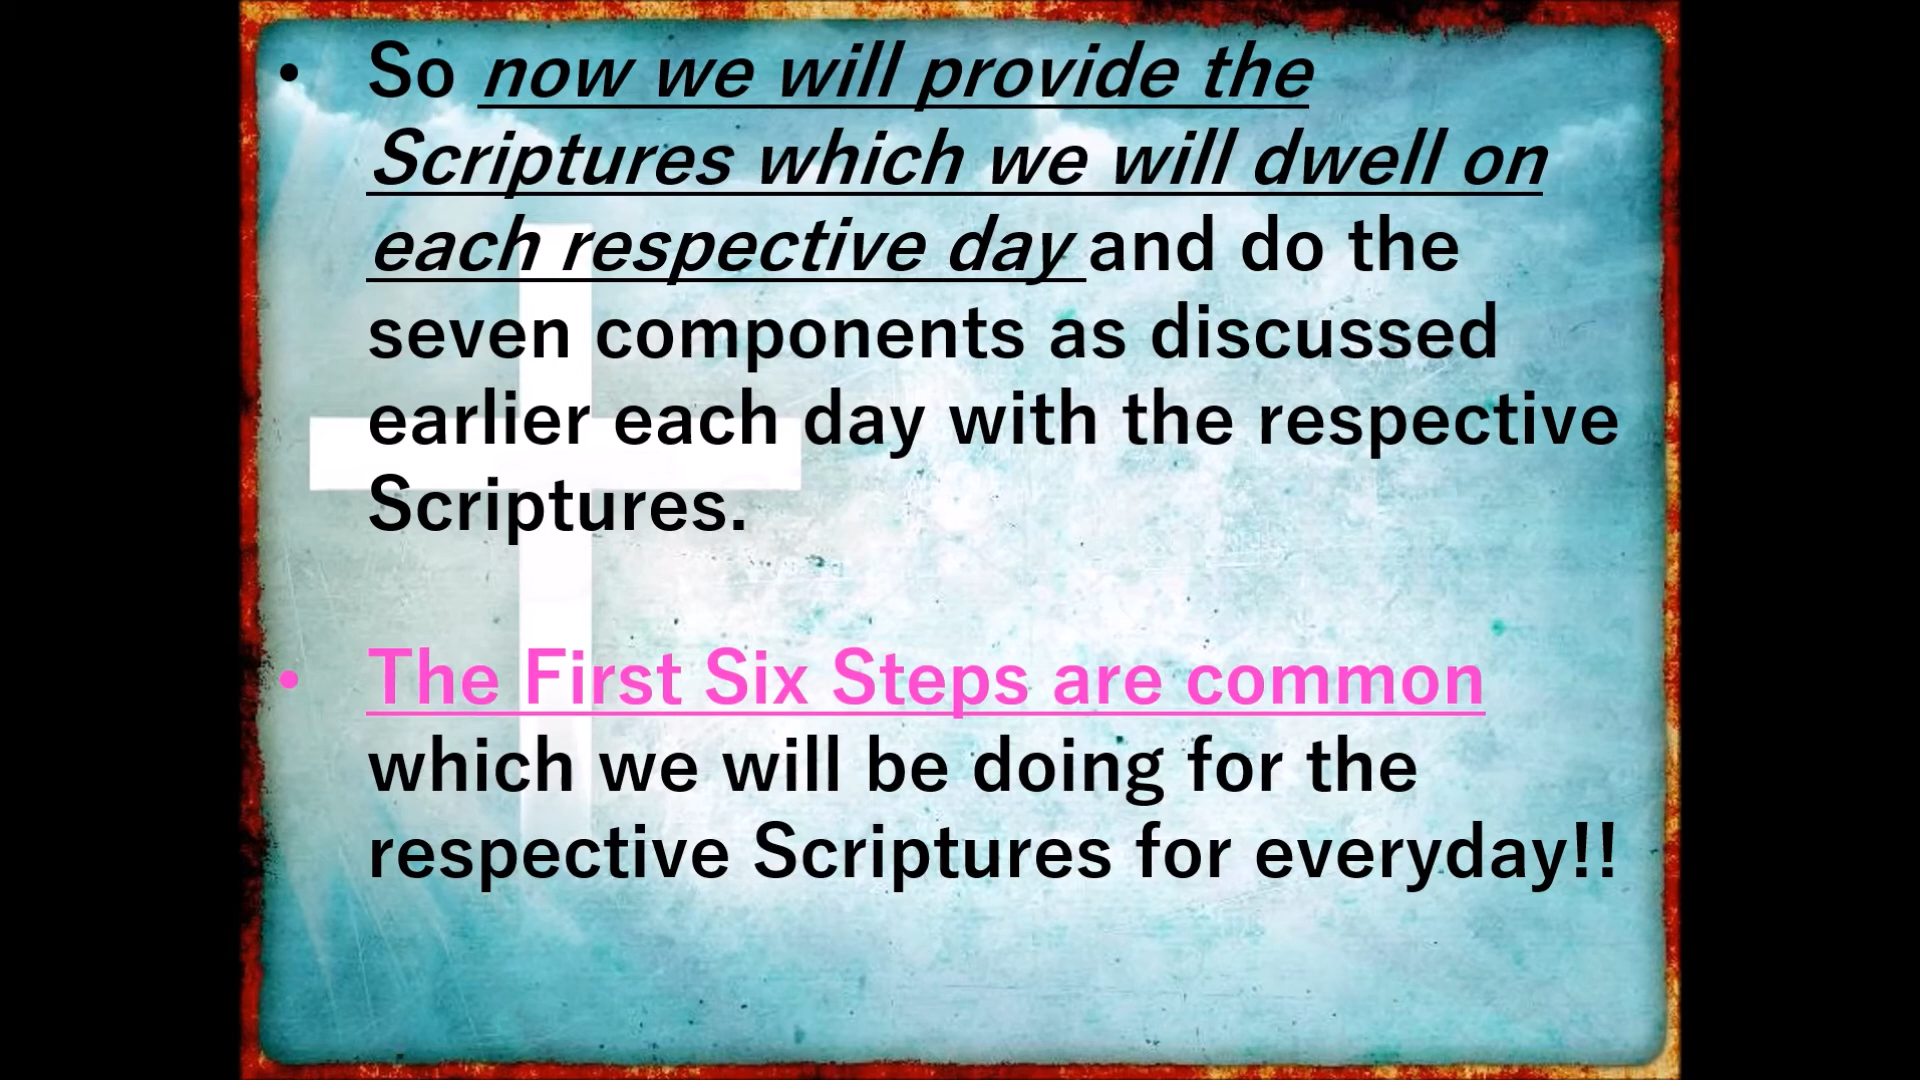 • So now we will provide the
Scriptures which we will dwell on
each respective day and do the
seven components as discussed
earlier each day with the respective
Scriptures.
• The First Six Steps are common
which we will be doing for the
respective Scriptures for everyday!!